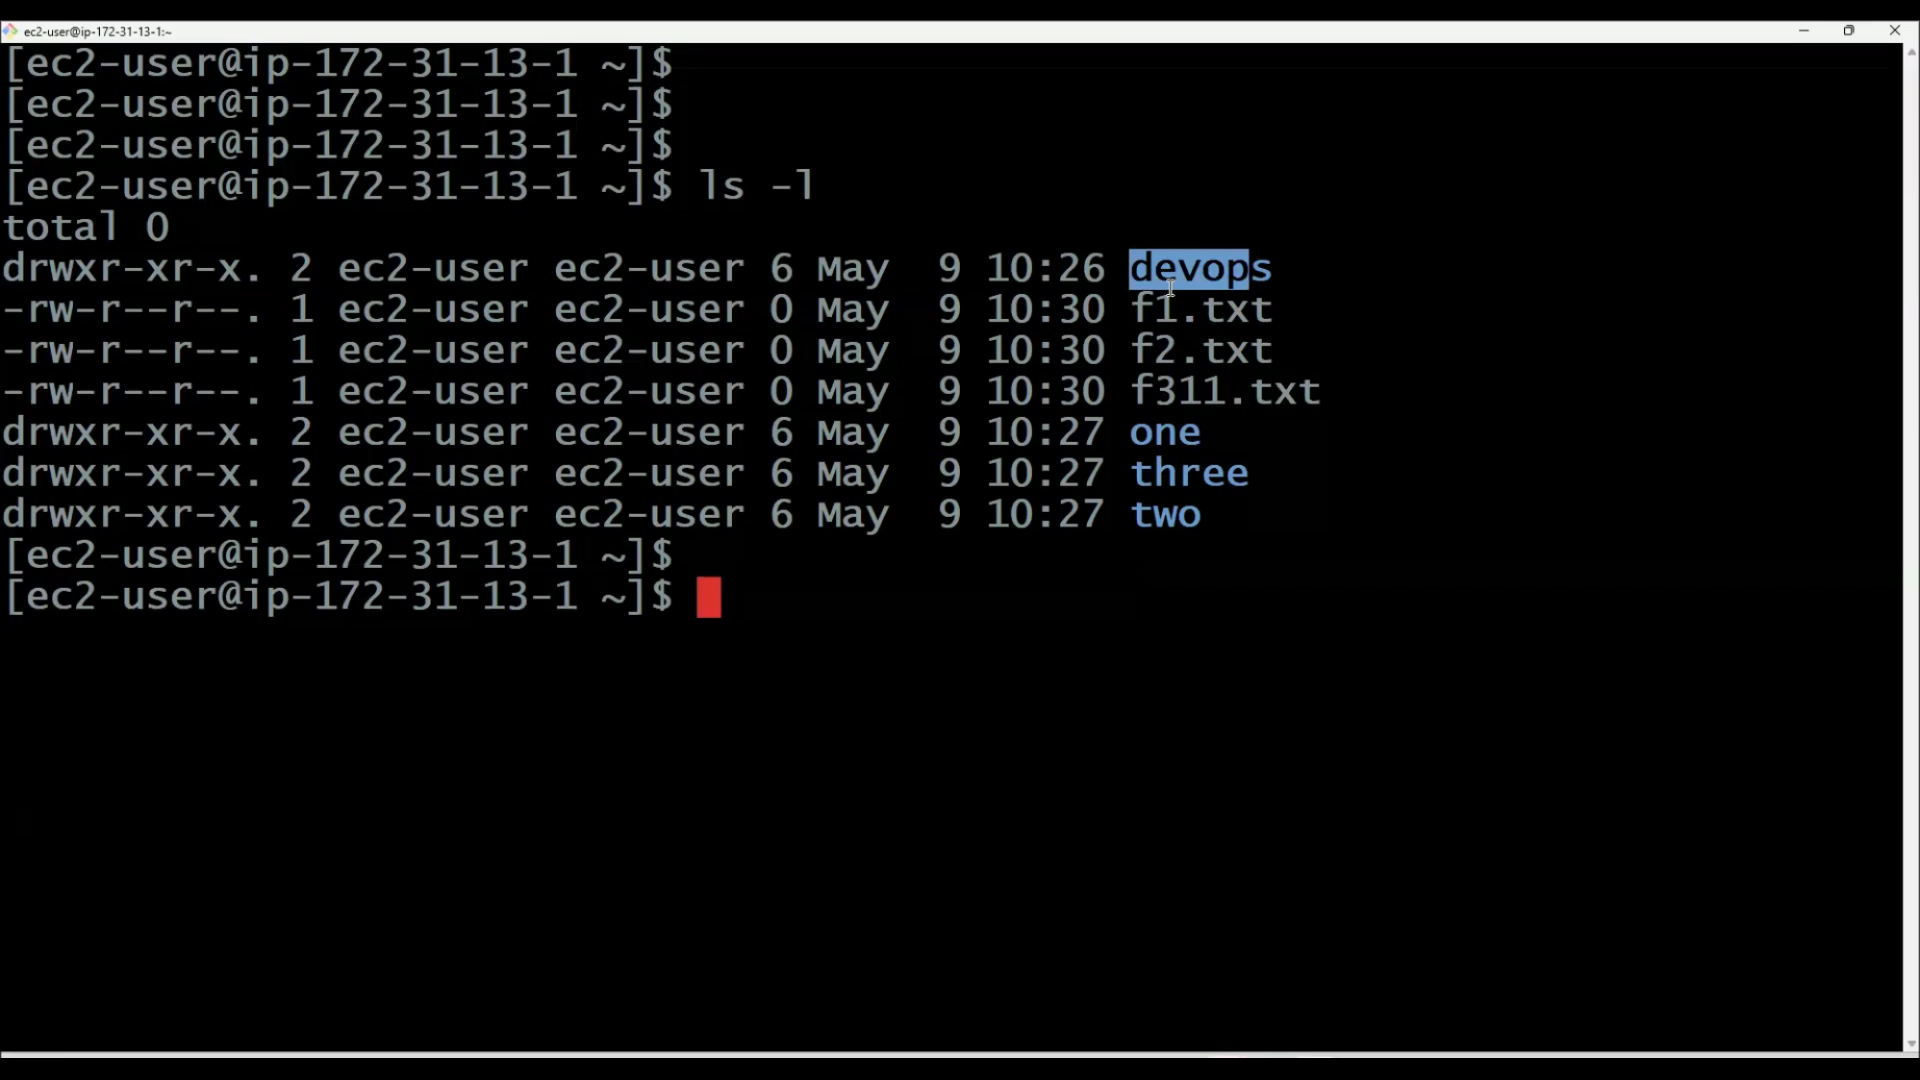 ec2-user@ip-172-31-13-1:~
[ec2-user@ip-172-31-13-1 ~]$
[ec2-user@ip-172-31-13-1 ~]$
[ec2-user@ip-172-31-13-1 ~]$
[ec2-user@ip-172-31-13-1 ~]$ ls -l
total 0
drwxr-xr-x. 2 ec2-user ec2-user 6 May  9 10:26 devops
-rw-r--r--. 1 ec2-user ec2-user 0 May  9 10:30 f1.txt
-rw-r--r--. 1 ec2-user ec2-user 0 May  9 10:30 f2.txt
-rw-r--r--. 1 ec2-user ec2-user 0 May  9 10:30 f311.txt
drwxr-xr-x. 2 ec2-user ec2-user 6 May  9 10:27 one
drwxr-xr-x. 2 ec2-user ec2-user 6 May  9 10:27 three
drwxr-xr-x. 2 ec2-user ec2-user 6 May  9 10:27 two
[ec2-user@ip-172-31-13-1 ~]$
[ec2-user@ip-172-31-13-1 ~]$